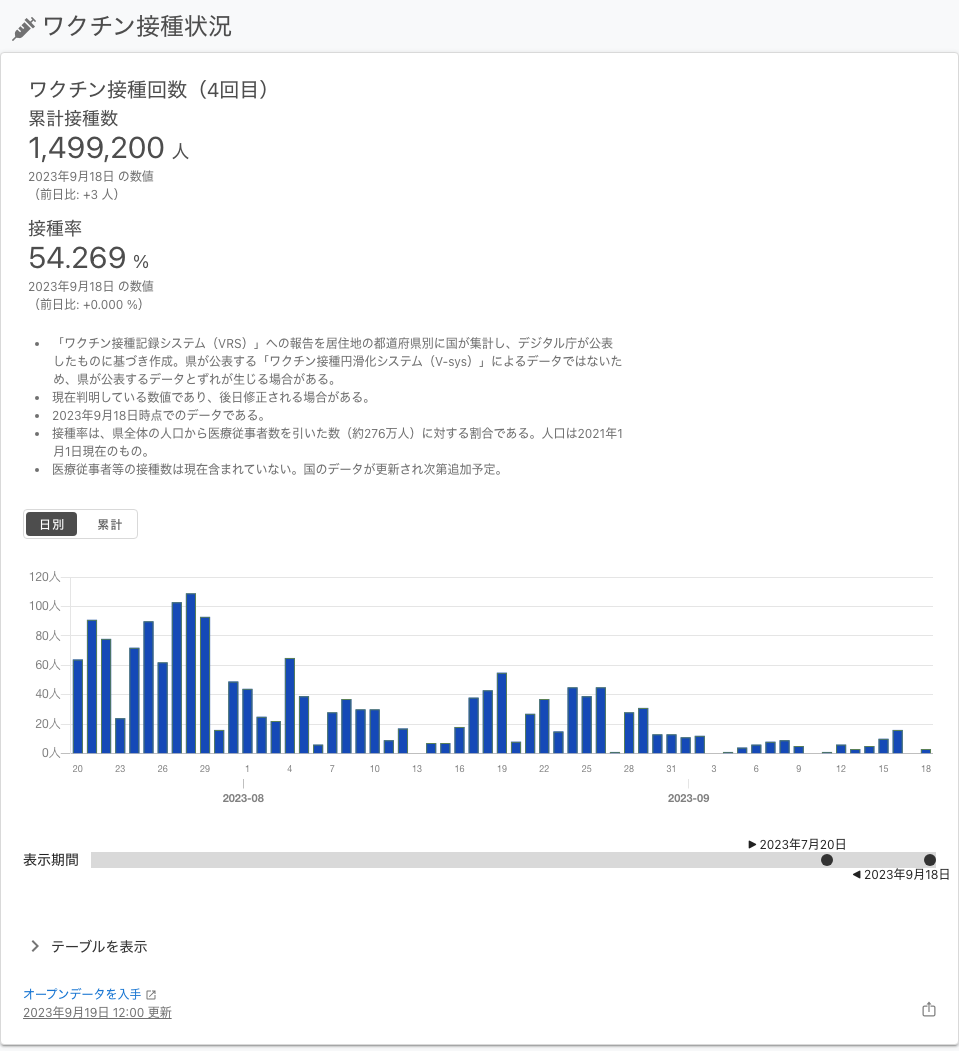 ワクチン接種状況
ワクチン接種回数（4回目）
累計接種数
1,499,200 人
2023年9月18日 の数値
（前日比: +3 人）
接種率
54.269 %
2023年9月18日 の数値
（前日比: +0.000 %）
「ワクチン接種記録システム（VRS）」への報告を居住地の都道府県別に国が集計し、デジタル庁が公表
したものに基づき作成。県が公表する「ワクチン接種円滑化システム（V-sys）」によるデータではないた
め、県が公表するデータとずれが生じる場合がある。
現在判明している数値であり、後日修正される場合がある。
2023年9月18日時点でのデータである。
接種率は、県全体の人口から医療従事者数を引いた数（約276万人）に対する割合である。人口は2021年1
月1日現在のもの。
医療従事者等の接種数は現在含まれていない。国のデータが更新され次第追加予定。
日別 累計
120人
100人
80人
60人
40人
20人
0人
20 23 26 29 1 4 7 10 13 16 19 22 25 28 31 3 6 9 12 15 18
2023-08 2023-09
▶ 2023年7月20日
表示期間
◀ 2023年9月18日
テーブルを表示
オープンデータを入手
2023年9月19日 12:00 更新